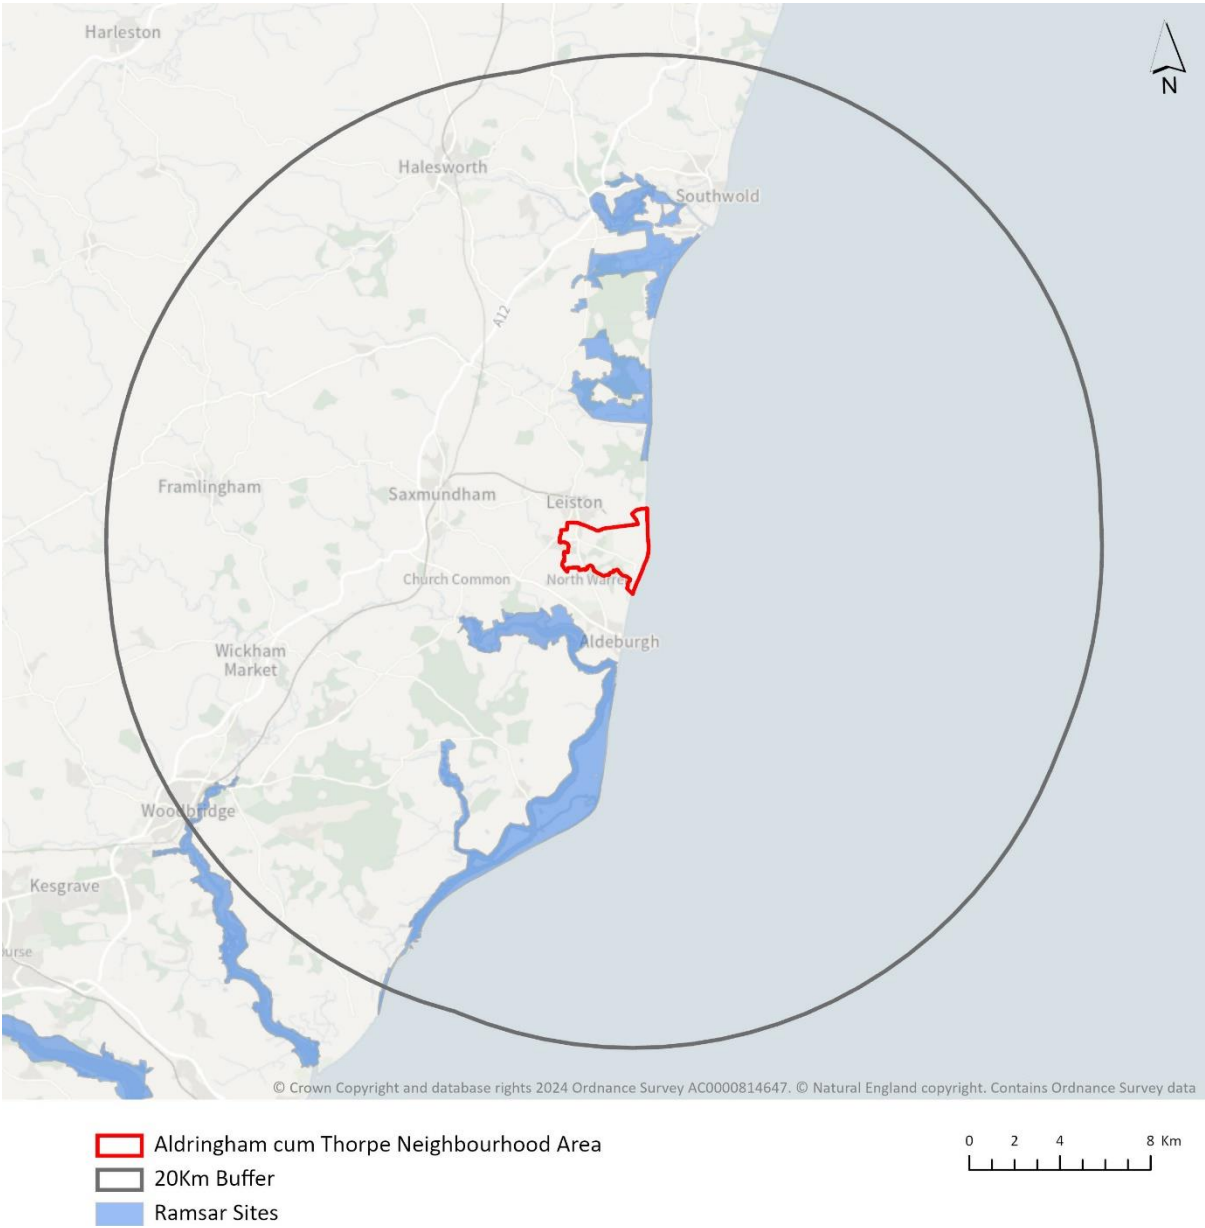 Harleston
N
Halesworth
Southwold
A12
Framlingham
Saxmundham
Leiston
Church Common
North Warre
Aldeburgh
Wickham
Market
Woodbridge
Kesgrave
urse
© Crown Copyright and database rights 2024 Ordnance Survey AC0000814647. © Natural England copyright. Contains Ordnance Survey data
Aldringham cum Thorpe Neighbourhood Area
0 2 4 8 Km
20Km Buffer
Ramsar Sites